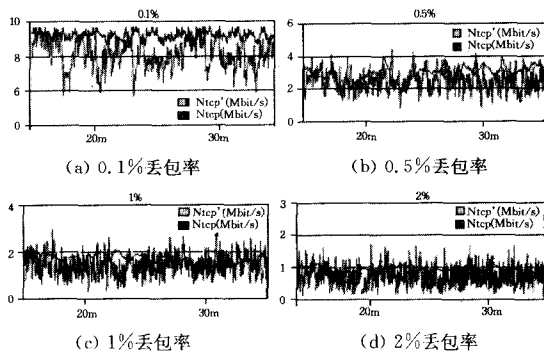 (a)
0.1%
10
8
6
0
20m
30m
Ntcp'(Mbit/s)
Ntcp(Mbit/s)
(a) 0.1%丢包率
0.5%
6
4
2
0
20m
30m
Ntcp'(Mbit/s)
Ntcp(Mbit/s)
(b) 0.5%丢包率
1%
4
2
0
20m
30m
Ntcp'(Mbit/s)
Ntcp(Mbit/s)
(c) 1%丢包率
2%
3
2
1
0
20m
30m
Ntcp'(Mbit/s)
Ntcp(Mbit/s)
(d) 2%丢包率